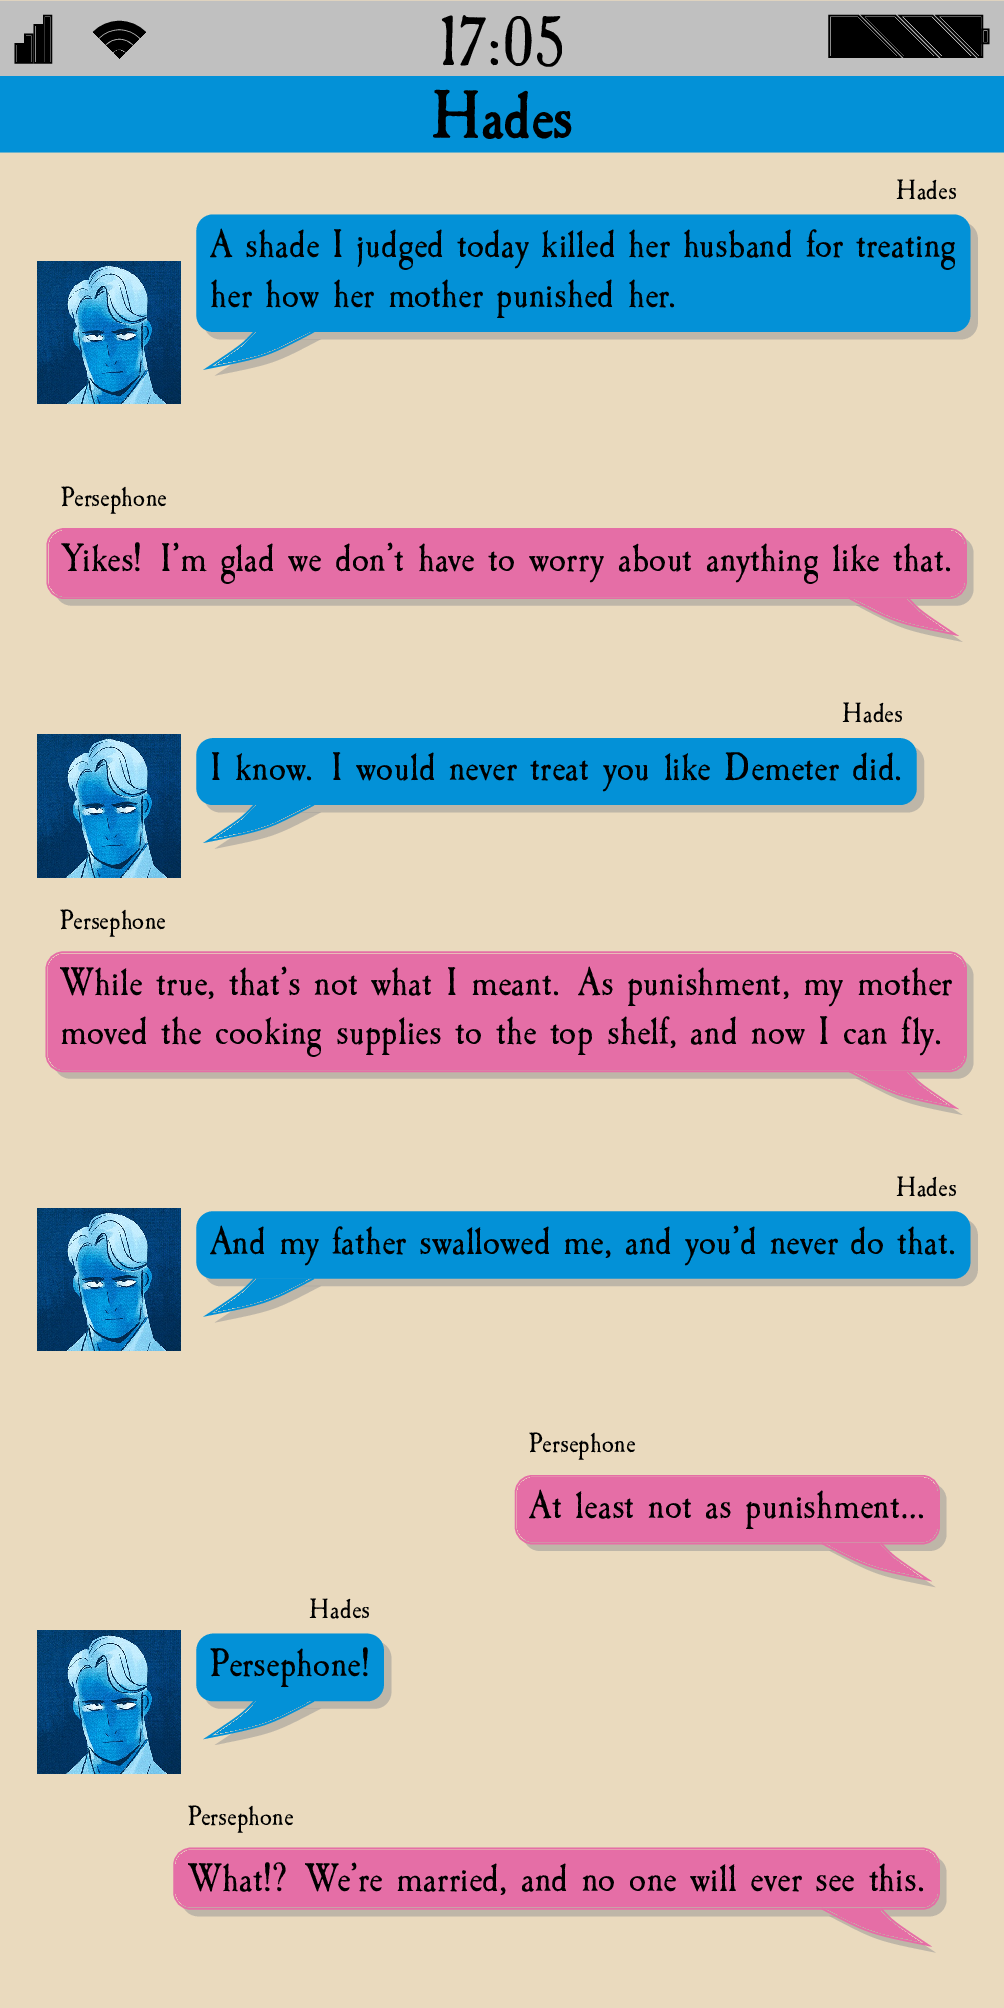 17:05
Hades
Hades
A shade I judged today killed her husband for treating
her how her mother punished her.
Persephone
Yikes! I'm glad we don't have to worry about anything like that.
Hades
I know. I would never treat you like Demeter did.
Persephone
While true, that's not what I meant. As punishment, my mother
moved the cooking supplies to the top shelf, and now I can fly.
Hades
And my father swallowed me, and you'd never do that.
Persephone
At least not as punishment...
Hades
Persephone!
Persephone
What!? We're married, and no one will ever see this.